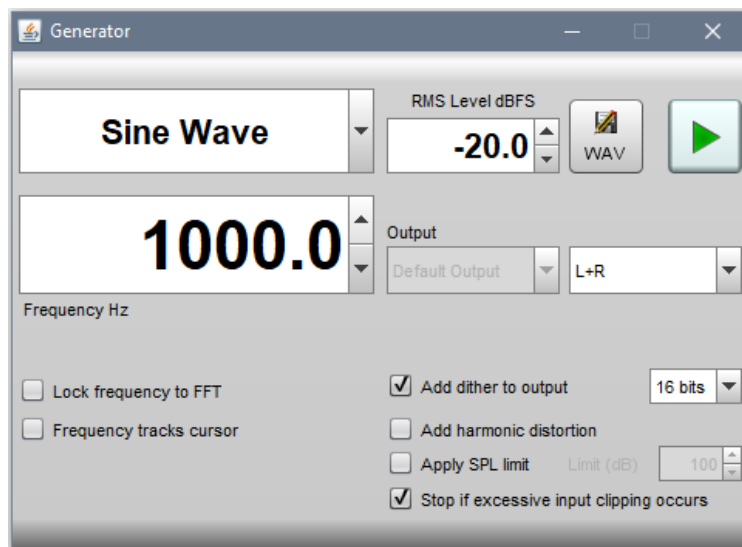 Generator
RMS Level dBFS
Sine Wave
-20.0
WAV
1000.0
Output
Default Output
L+R
Frequency Hz
Lock frequency to FFT
Add dither to output
16 bits
Frequency tracks cursor
Add harmonic distortion
Apply SPL limit
Limit (dB)
100
Stop if excessive input clipping occurs